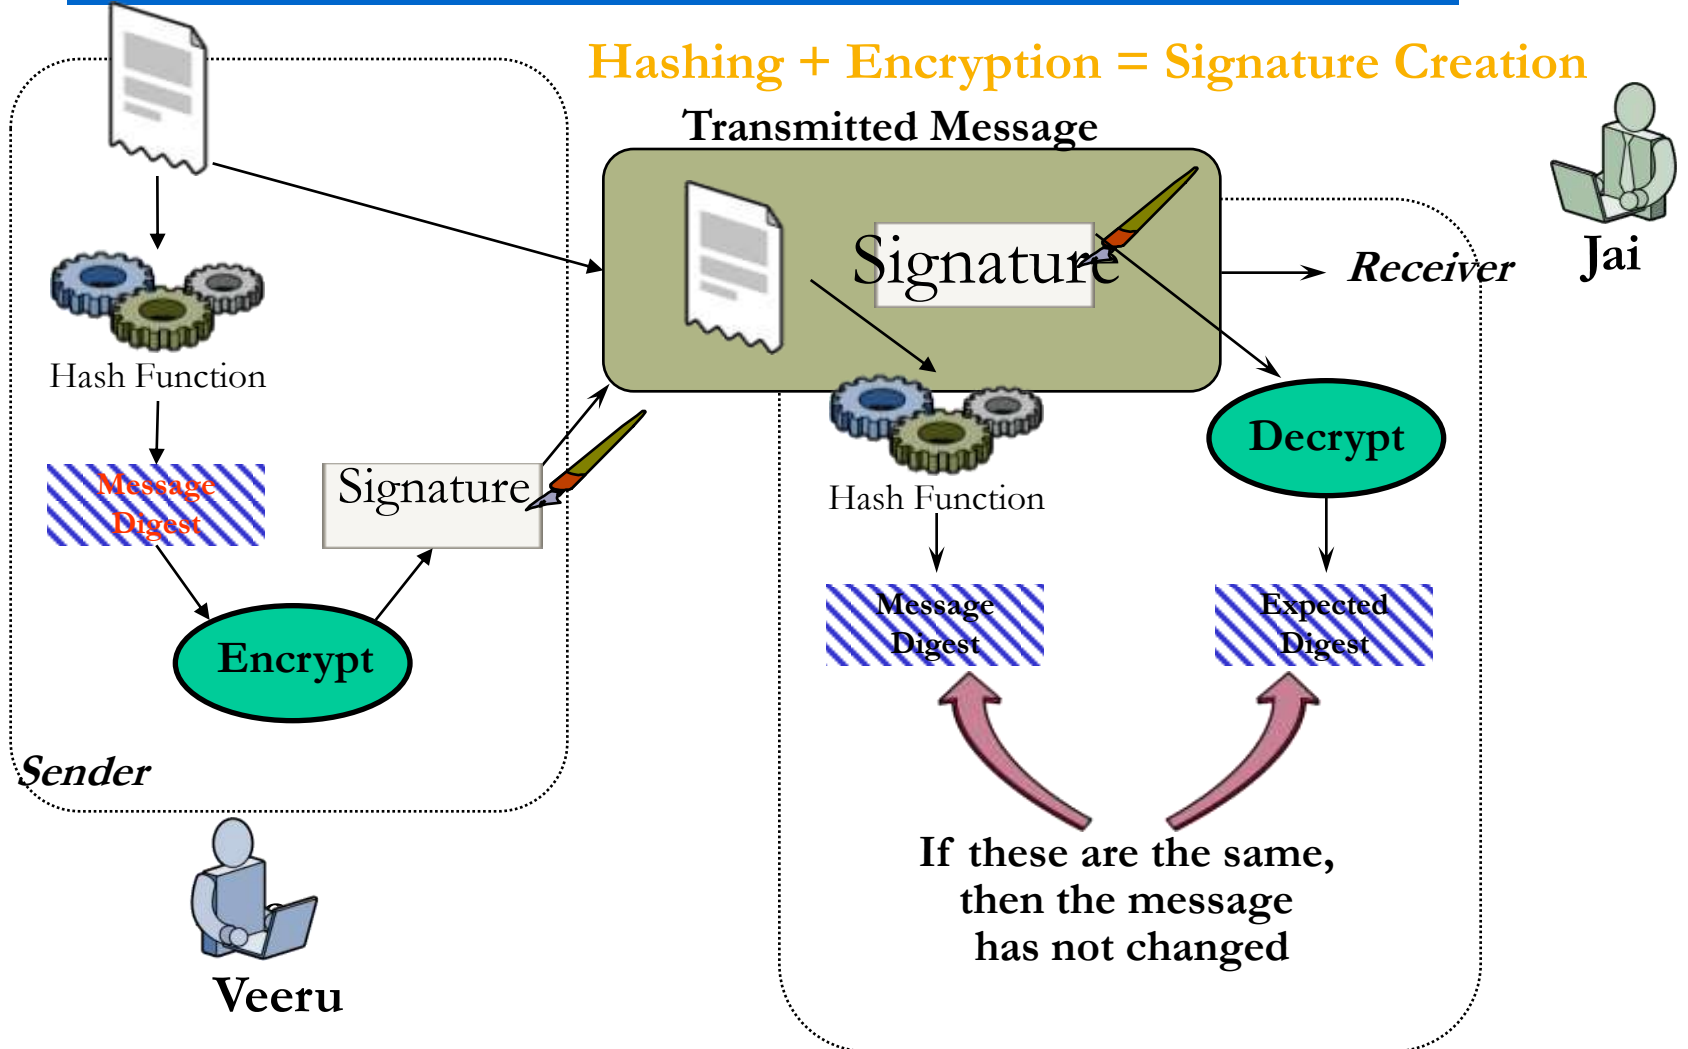 Hashing + Encryption = Signature Creation
Transmitted Message
Signature
Receiver
Jai
Hash Function
Message
Digest
Signature
Encrypt
Sender
Veeru
Hash Function
Decrypt
Message
Digest
Expected
Digest
If these are the same,
then the message
has not changed